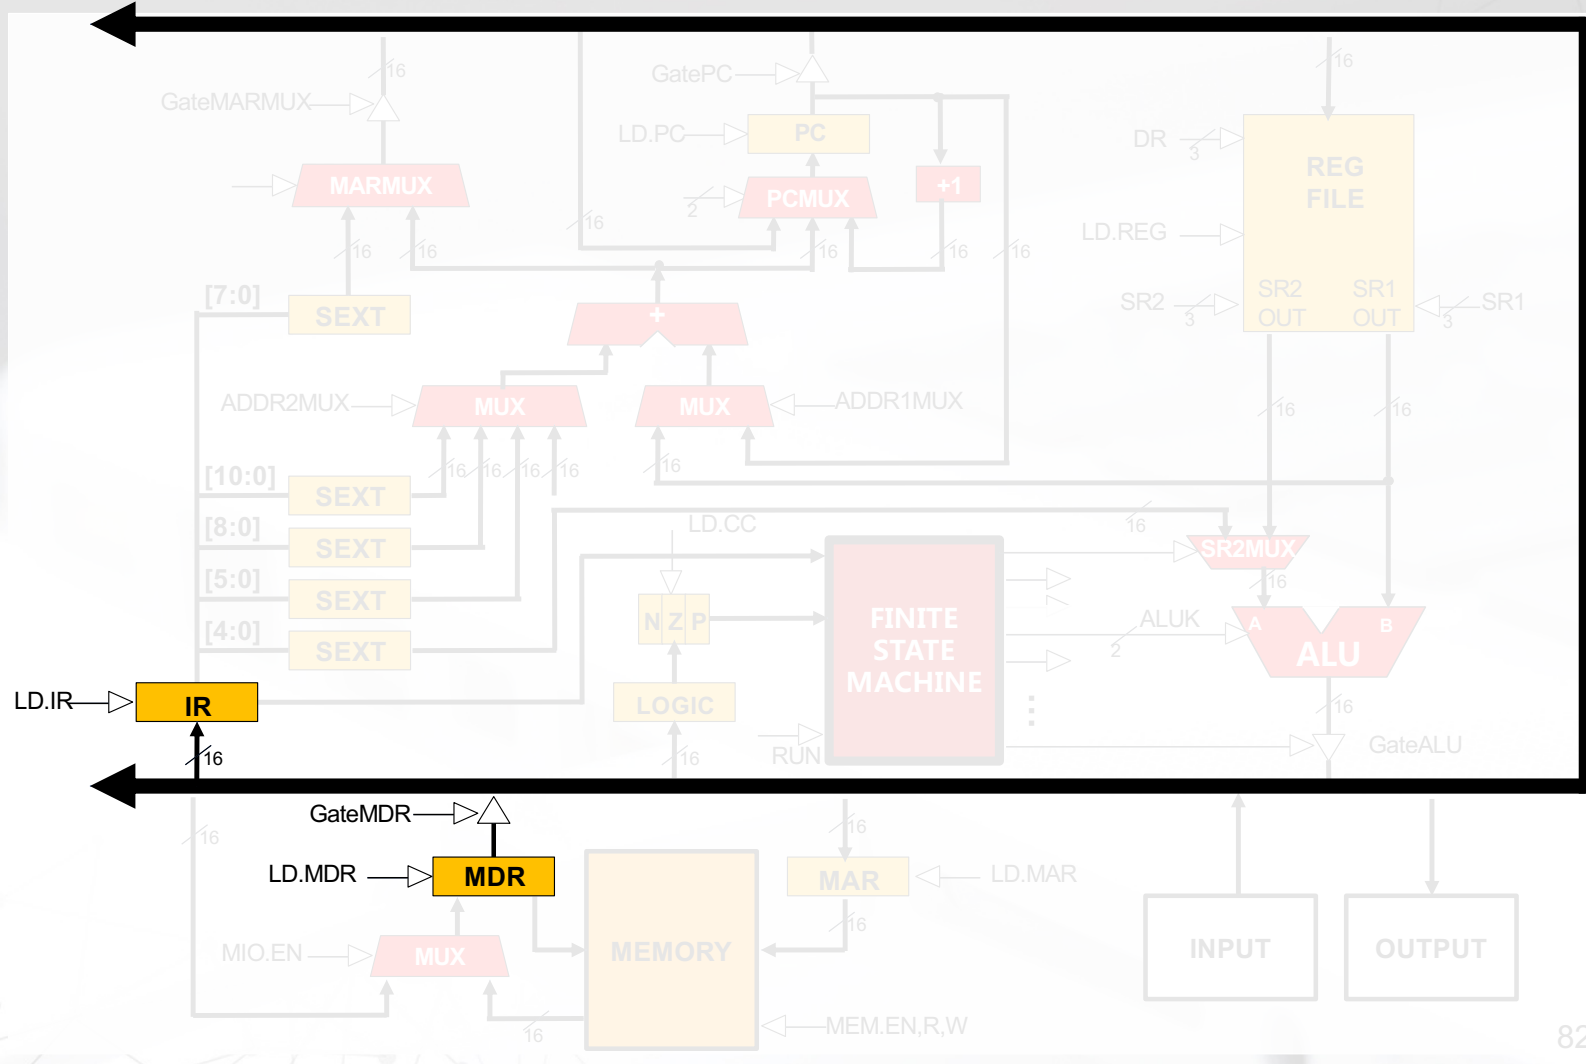 16
16
GatePC
GateMARMUX
LD.PC
PC
DR
3
REG
FILE
MARMUX
PCMUX
2
+1
16
LD.REG
16
16
16
16
16
[7:0]
SEXT
+
SR2
3
SR2
OUT
SR1
OUT
3
SR1
ADDR2MUX
MUX
MUX
ADDR1MUX
16
16
[10:0]
SEXT
16
16
16
16
16
[8:0]
SEXT
LD.CC
16
SR2MUX
[5:0]
SEXT
16
N Z P
FINITE
STATE
MACHINE
ALUK
2
A
B
ALU
[4:0]
SEXT
LD.IR
IR
LOGIC
16
16
16
RUN
GateALU
GateMDR
16
16
LD.MDR
MDR
MAR
LD.MAR
16
MIO.EN
MUX
MEMORY
INPUT
OUTPUT
16
MEM.EN,R,W
82